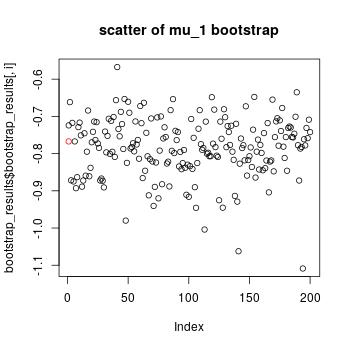 scatter of mu_1 bootstrap
bootstrap_results$bootstrap_results[, i]
-0.6
-0.7
-0.8
-0.9
-1.0
-1.1
0 50 100 150 200
Index